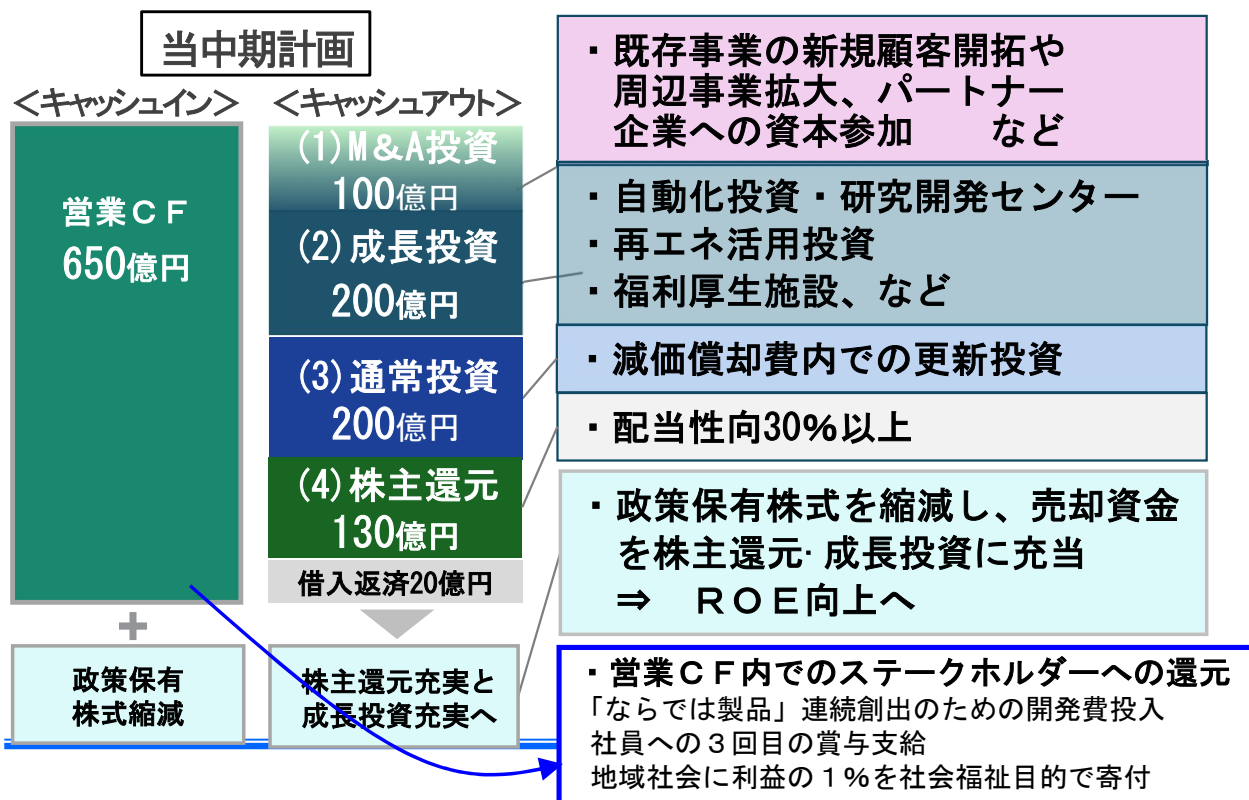 当中期計画
＜キャッシュイン＞
営業ＣＦ
650億円
＋
政策保有
株式縮減
＜キャッシュアウト＞
(1)Ｍ＆Ａ投資
100億円
(2)成長投資
200億円
(3)通常投資
200億円
(4)株主還元
130億円
借入返済20億円
株主還元充実と
成長投資充実へ
・既存事業の新規顧客開拓や
周辺事業拡大、パートナー
企業への資本参加　　など
・自動化投資・研究開発センター
・再エネ活用投資
・福利厚生施設、など
・減価償却費内での更新投資
・配当性向30％以上
・政策保有株式を縮減し、売却資金
を株主還元･成長投資に充当
⇒　ＲＯＥ向上へ
・営業ＣＦ内でのステークホルダーへの還元
「ならでは製品」連続創出のための開発費投入
社員への３回目の賞与支給
地域社会に利益の１％を社会福祉目的で寄付